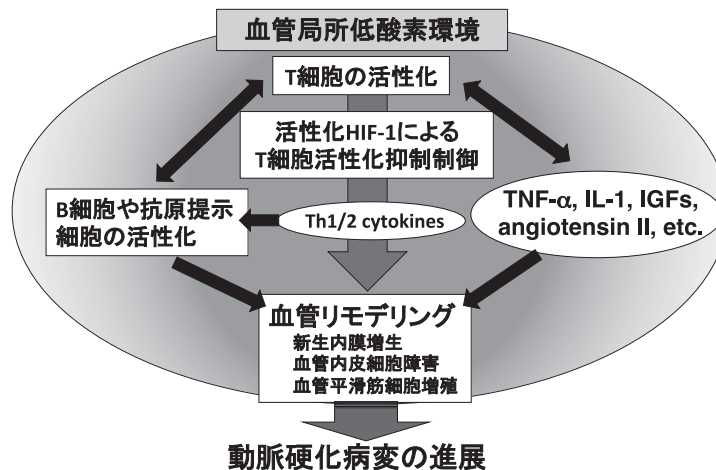 血管局所低酸素環境
T細胞の活性化
活性化HIF-1による
T細胞活性化抑制制御
B細胞や抗原提示
細胞の活性化
Th1/2 cytokines
TNF-α, IL-1, IGFs,
angiotensin II, etc.
血管リモデリング
新生内膜増生
血管内皮細胞障害
血管平滑筋細胞増殖
動脈硬化病変の進展